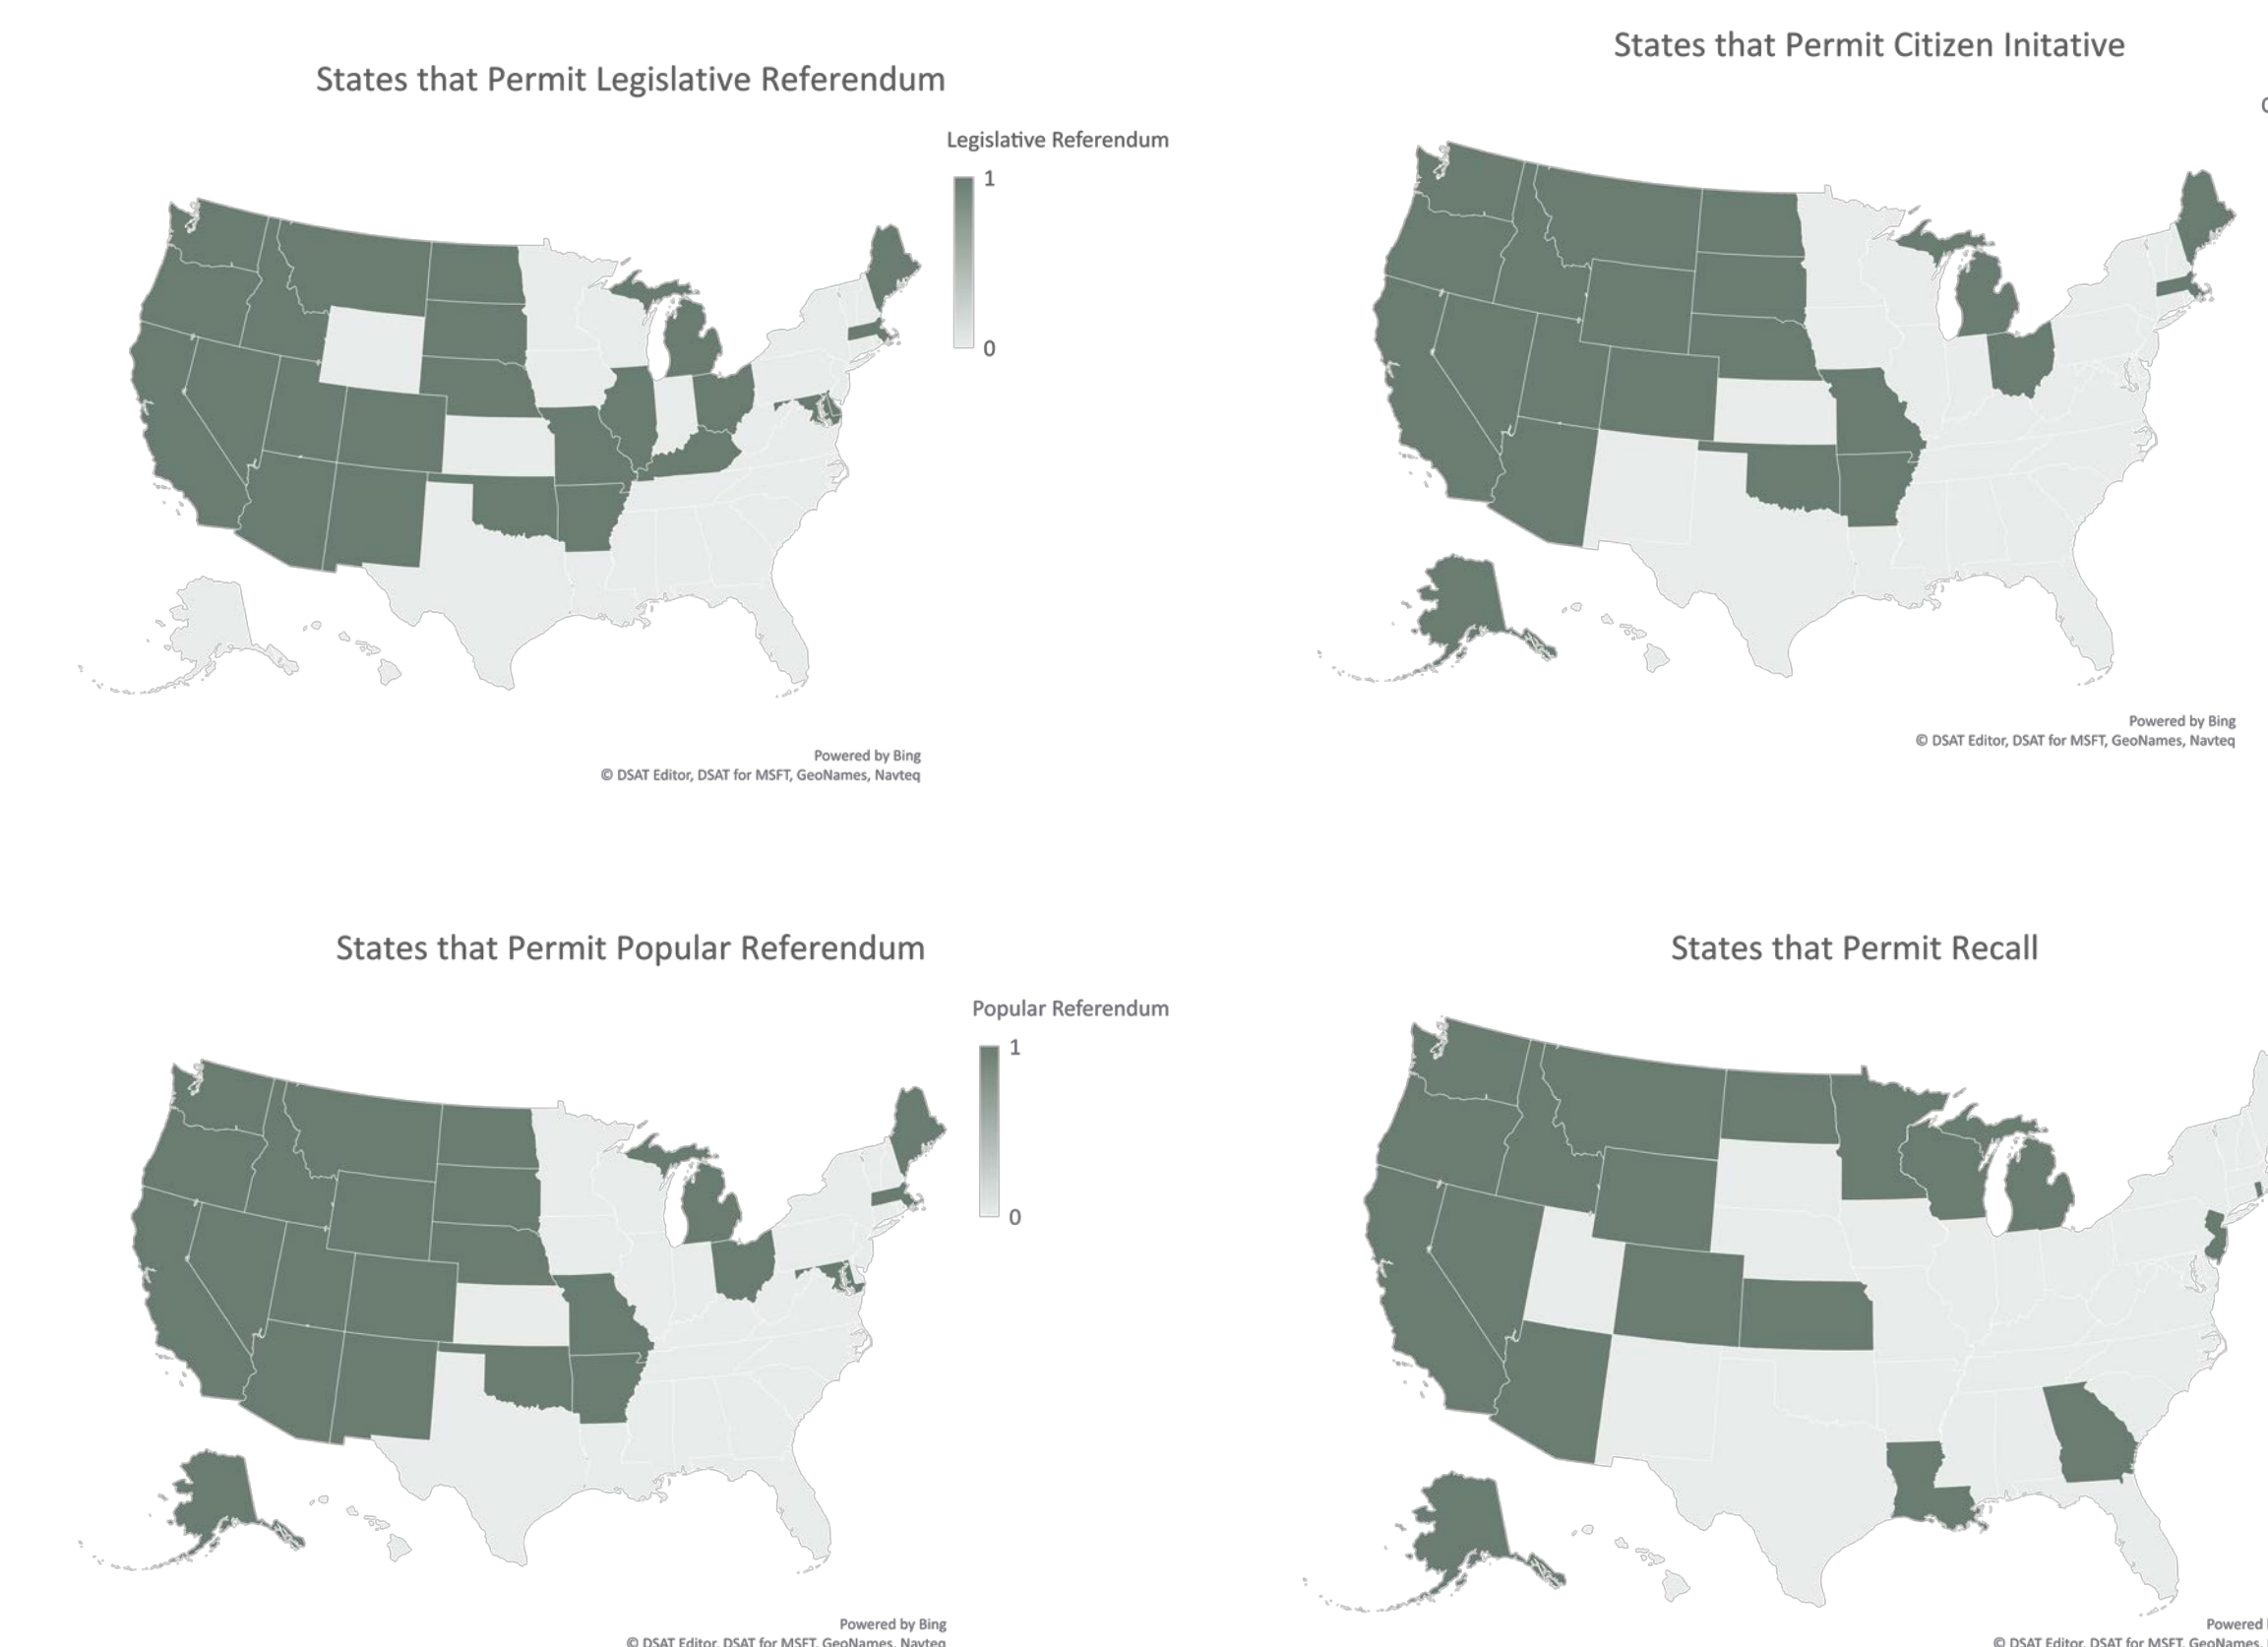 States that Permit Legislative Referendum
Legislative Referendum
1
0
Powered by Bing
© DSAT Editor, DSAT for MSFT, GeoNames, Navteq
States that Permit Citizen Initative
Powered by Bing
© DSAT Editor, DSAT for MSFT, GeoNames, Navteq
States that Permit Popular Referendum
Popular Referendum
1
0
Powered by Bing
© DSAT Editor, DSAT for MSFT, GeoNames, Navteq
States that Permit Recall
Powered
© DSAT Editor, DSAT for MSFT, GeoNames,